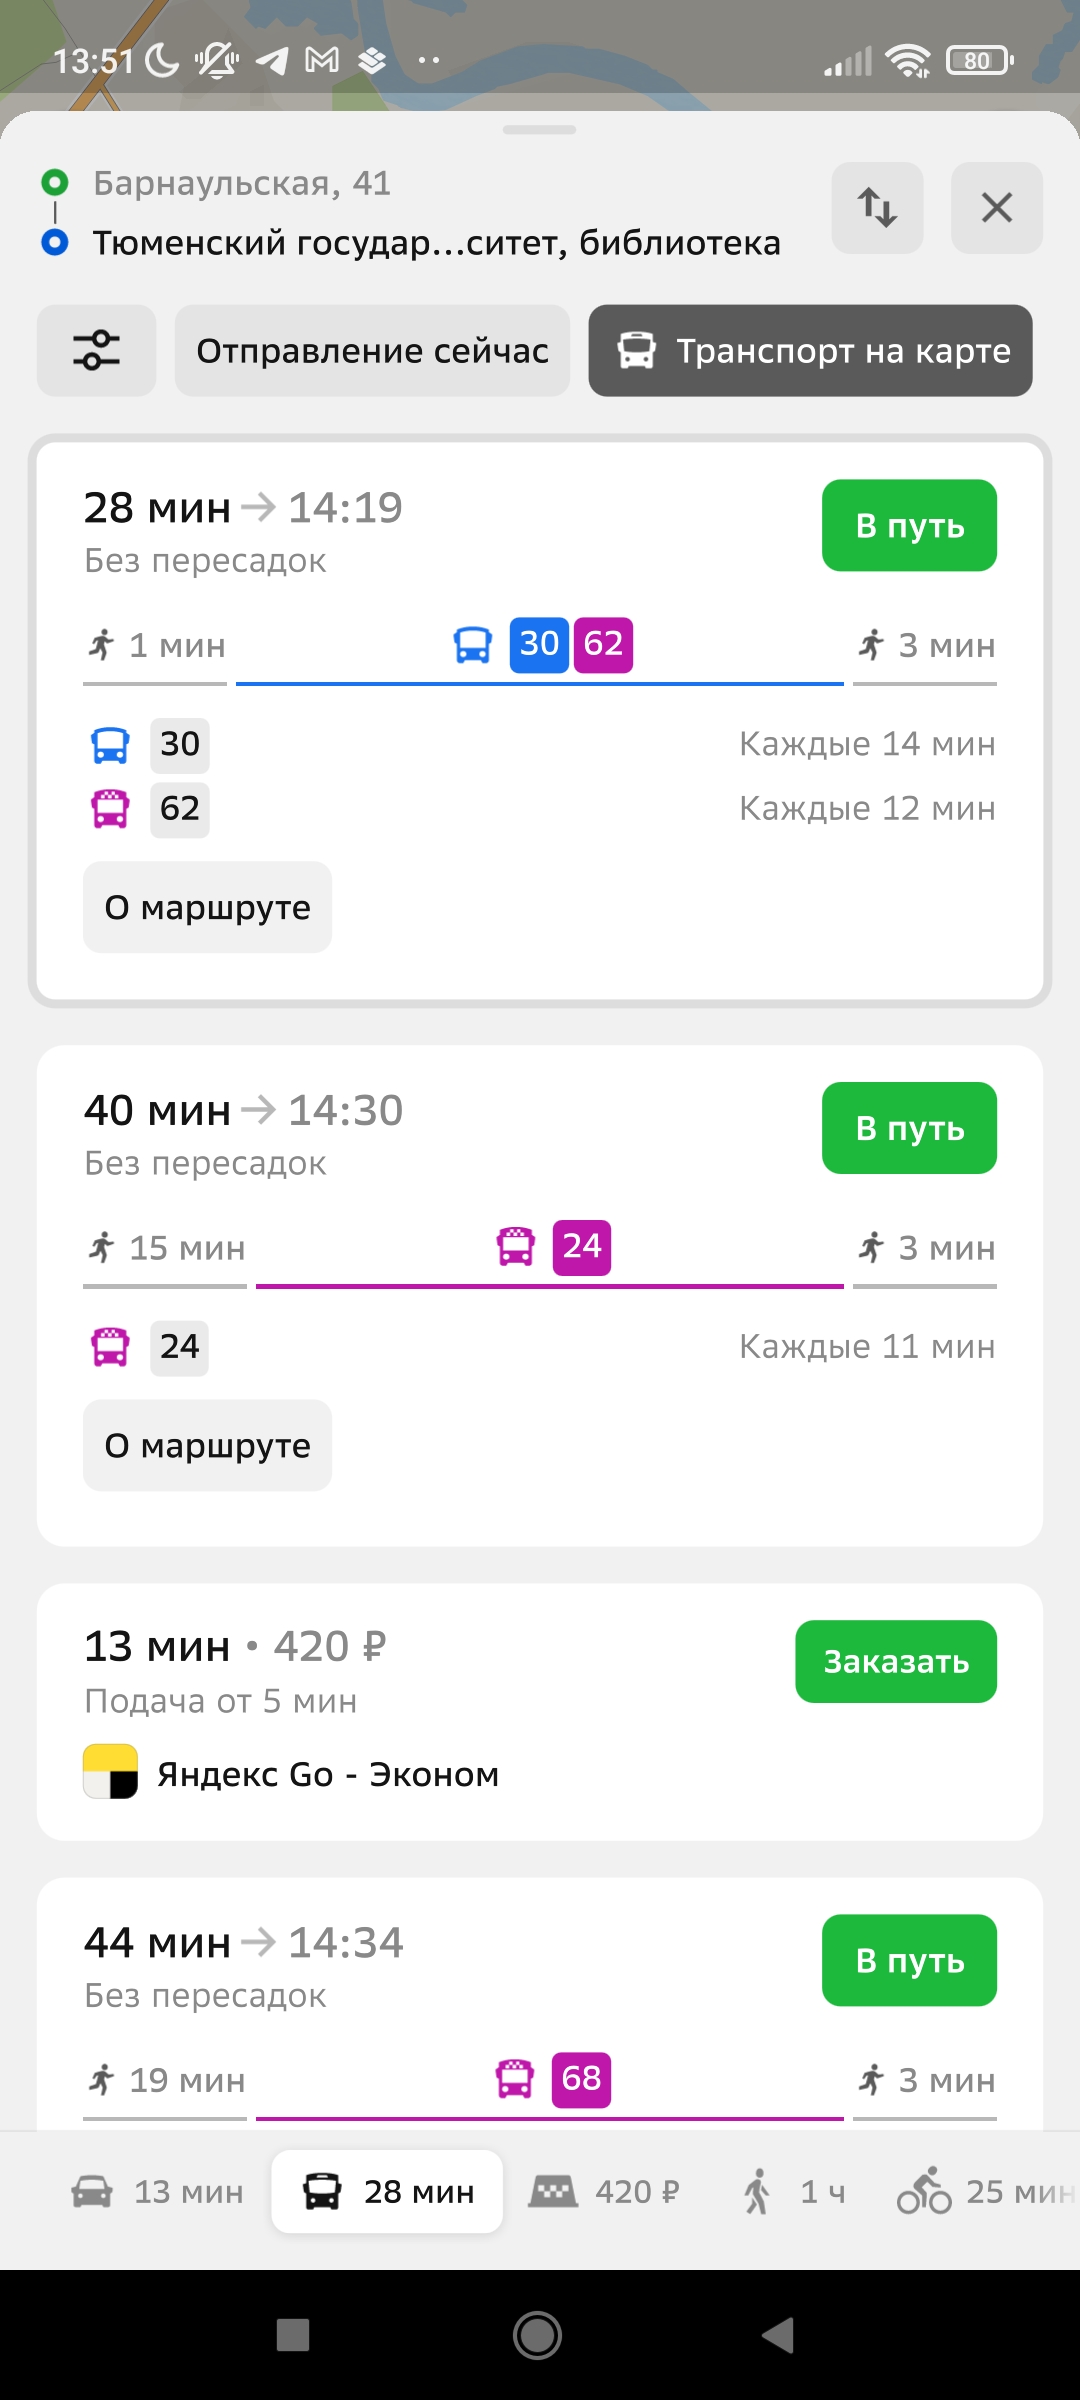 13:51
80
Барнаульская, 41
Тюменский государ...ситет, библиотека
Отправление сейчас
Транспорт на карте
28 мин → 14:19
В путь
Без пересадок
1 мин
30 62
3 мин
30
Каждые 14 мин
62
Каждые 12 мин
О маршруте
40 мин → 14:30
В путь
Без пересадок
15 мин
24
3 мин
24
Каждые 11 мин
О маршруте
13 мин • 420 ₽
Заказать
Подача от 5 мин
Яндекс Go - Эконом
44 мин → 14:34
В путь
Без пересадок
19 мин
68
3 мин
13 мин
28 мин
420 ₽
1 ч
25 мин